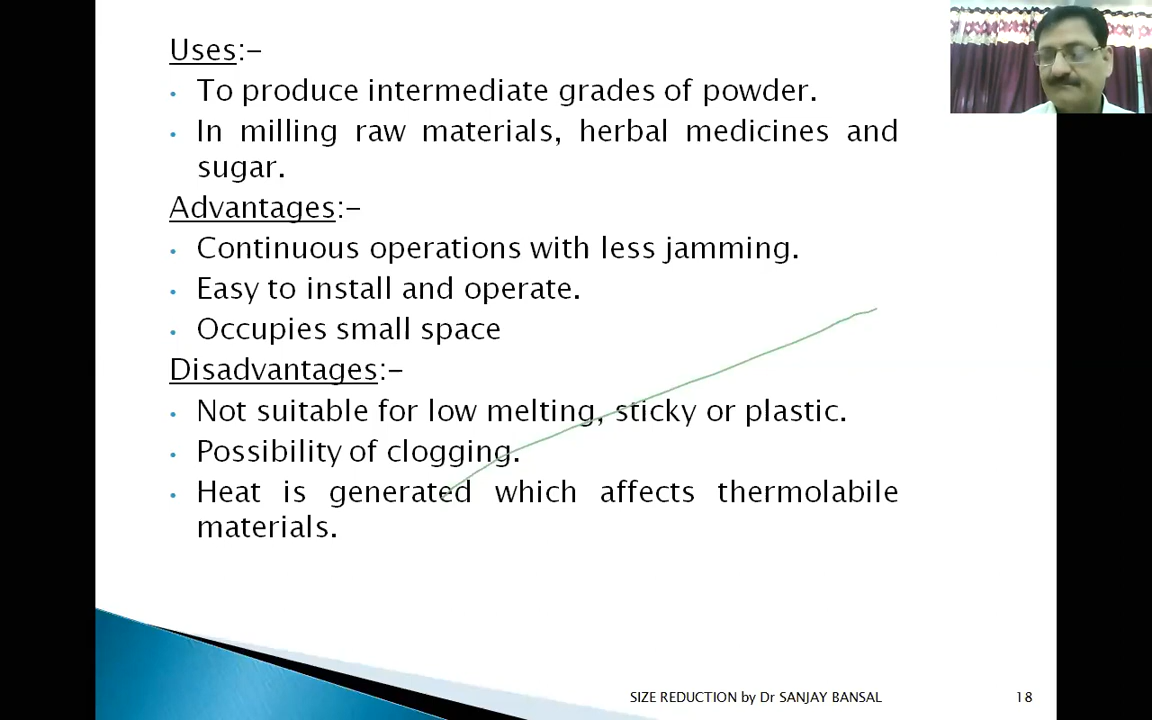 Uses:-
• To produce intermediate grades of powder.
• In milling raw materials, herbal medicines and
sugar.
Advantages:-
• Continuous operations with less jamming.
• Easy to install and operate.
• Occupies small space
Disadvantages:-
• Not suitable for low melting, sticky or plastic.
• Possibility of clogging.
• Heat is generated which affects thermolabile
materials.
SIZE REDUCTION by Dr SANJAY BANSAL 18